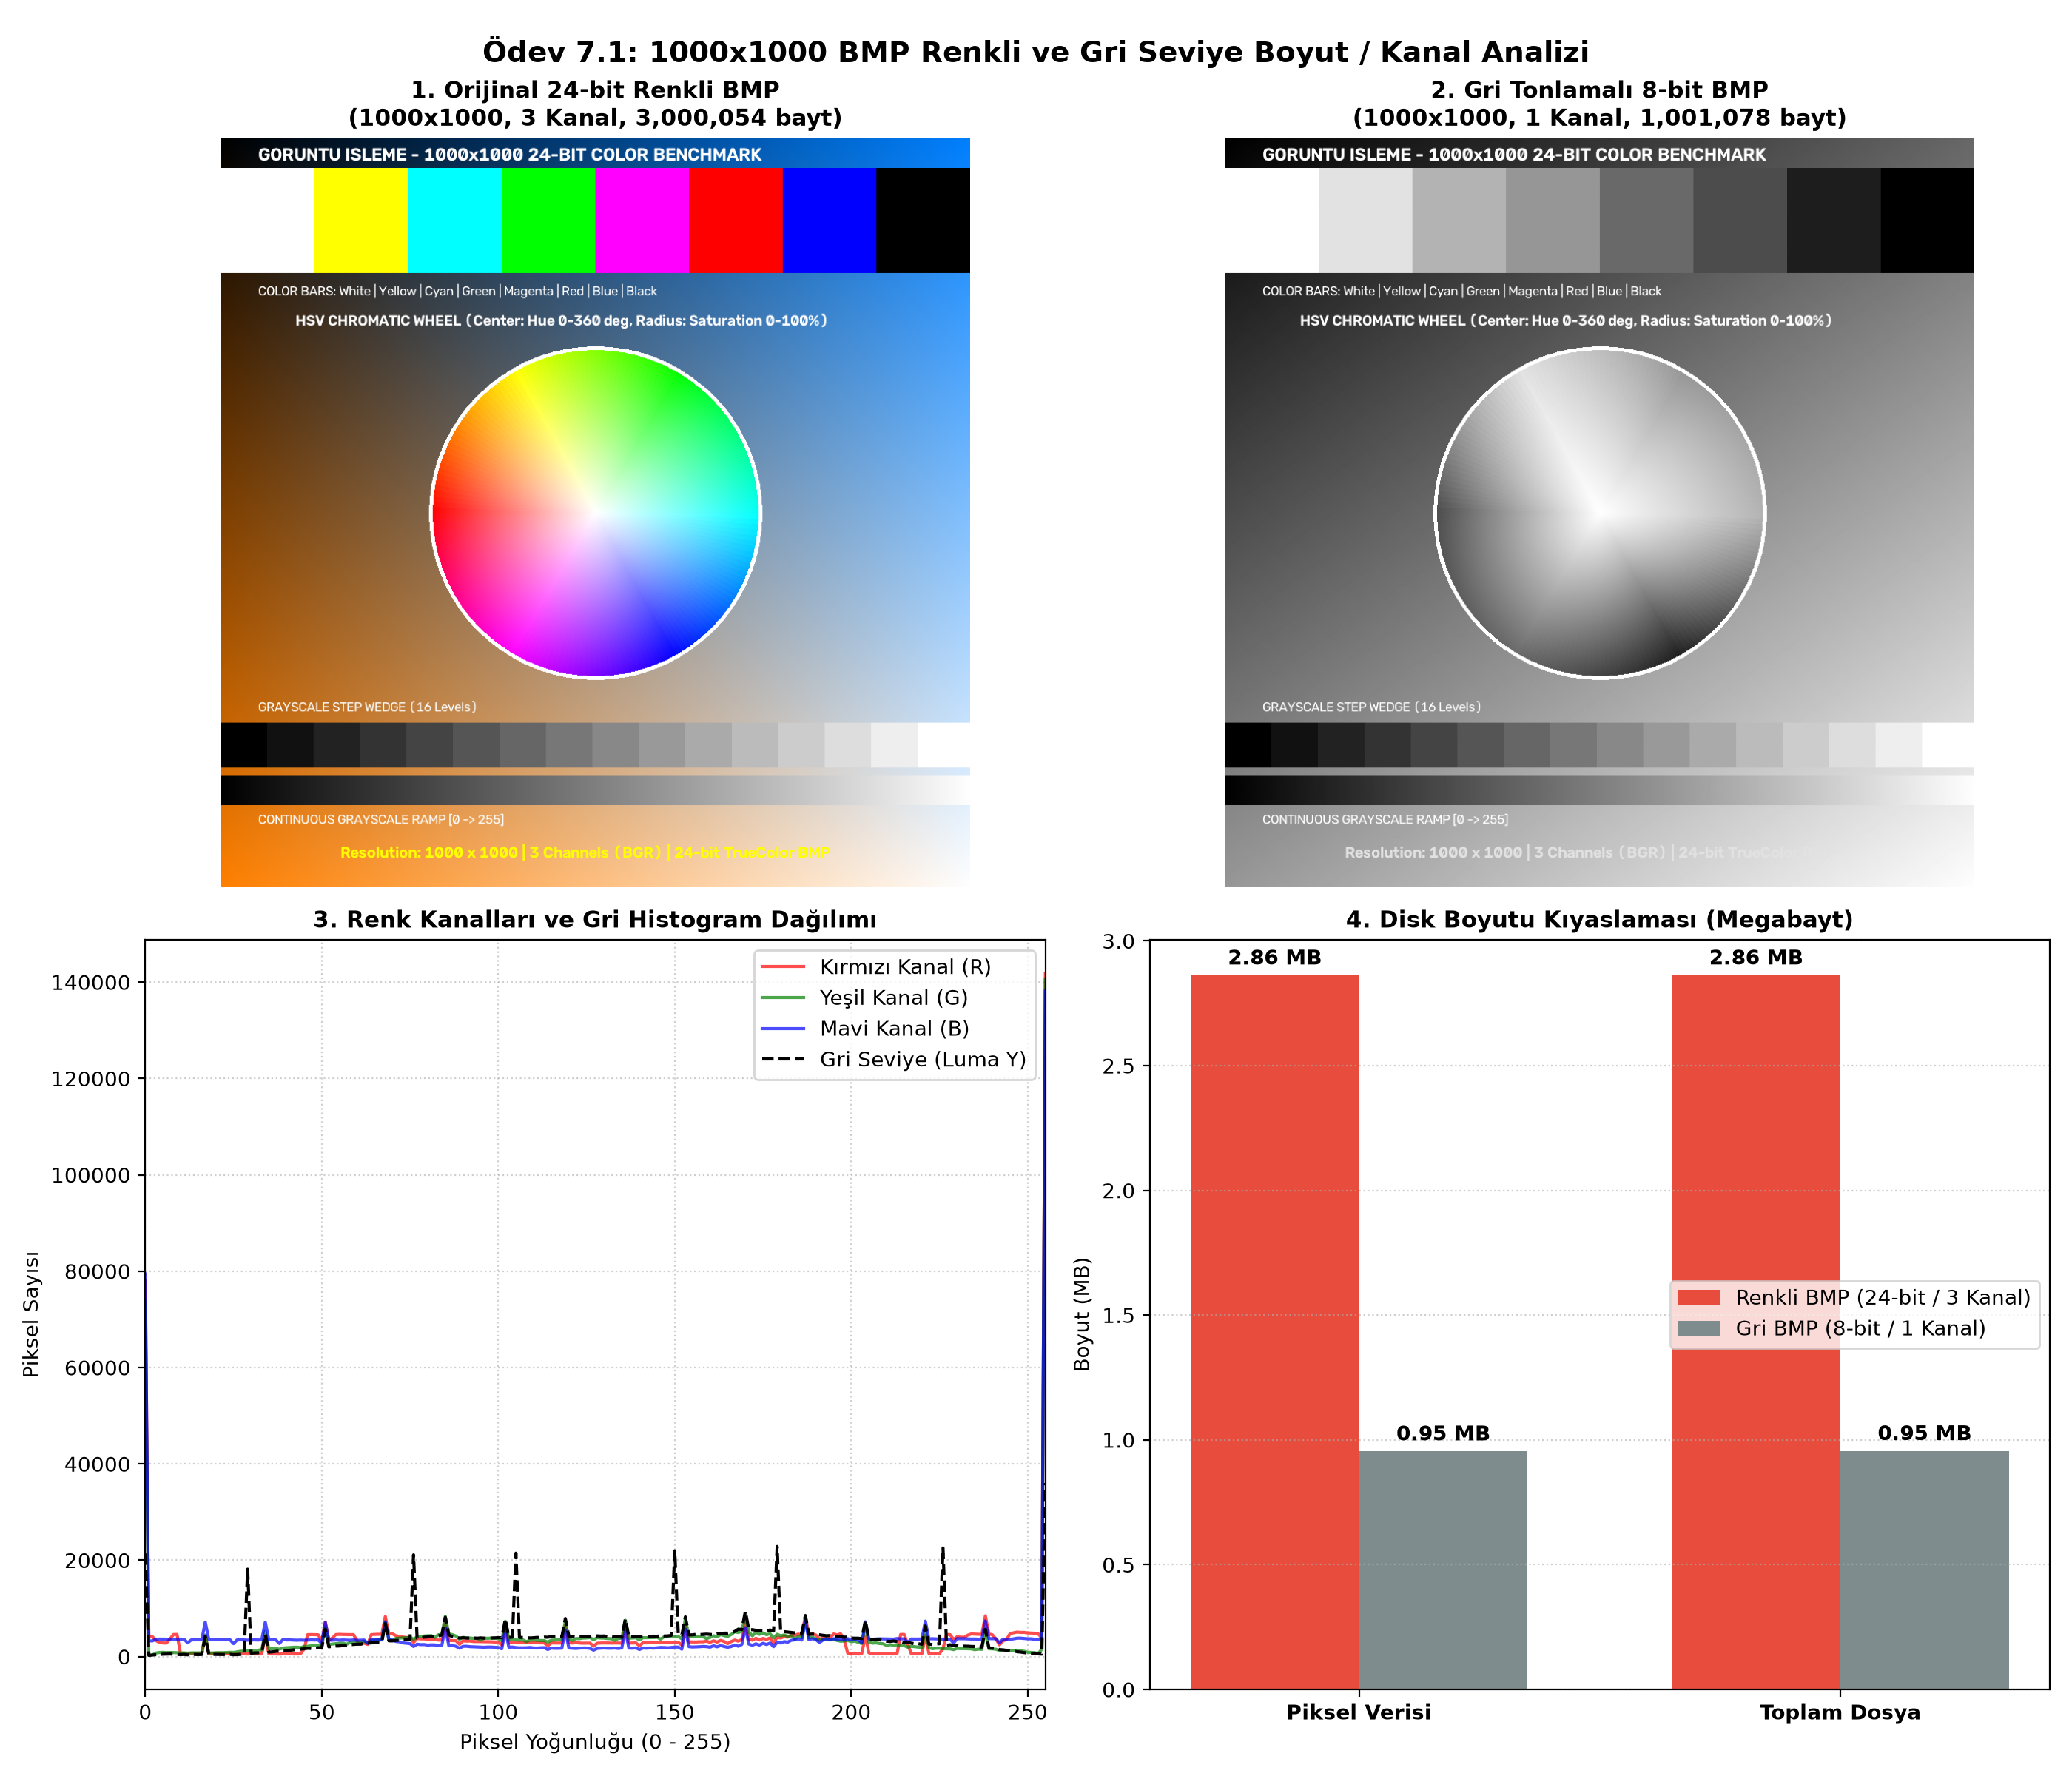 Ödev 7.1: 1000x1000 BMP Renkli ve Gri Seviye Boyut / Kanal Analizi
1. Orijinal 24-bit Renkli BMP
(1000x1000, 3 Kanal, 3,000,054 bayt)
GORUNTU ISLEME - 1000x1000 24-BIT COLOR BENCHMARK
COLOR BARS: White | Yellow | Cyan | Green | Magenta | Red | Blue | Black
HSV CHROMATIC WHEEL (Center: Hue 0-360 deg, Radius: Saturation 0-100%)
GRAYSCALE STEP WEDGE (16 Levels)
CONTINUOUS GRAYSCALE RAMP [0 -> 255]
Resolution: 1000 x 1000 | 3 Channels (BGR) | 24-bit TrueColor BMP
2. Gri Tonlamalı 8-bit BMP
(1000x1000, 1 Kanal, 1,001,078 bayt)
GORUNTU ISLEME - 1000x1000 24-BIT COLOR BENCHMARK
COLOR BARS: White | Yellow | Cyan | Green | Magenta | Red | Blue | Black
HSV CHROMATIC WHEEL (Center: Hue 0-360 deg, Radius: Saturation 0-100%)
GRAYSCALE STEP WEDGE (16 Levels)
CONTINUOUS GRAYSCALE RAMP [0 -> 255]
Resolution: 1000 x 1000 | 3 Channels (BGR) | 24-bit
3. Renk Kanalları ve Gri Histogram Dağılımı
Kırmızı Kanal (R)
Yeşil Kanal (G)
Mavi Kanal (B)
Gri Seviye (Luma Y)
140000
120000
100000
80000
60000
40000
20000
0
Piksel Sayısı
0 50 100 150 200 250
Piksel Yoğunluğu (0 - 255)
4. Disk Boyutu Kıyaslaması (Megabayt)
2.86 MB
2.86 MB
0.95 MB
0.95 MB
Renkli BMP (24-bit / 3 Kanal)
Gri BMP (8-bit / 1 Kanal)
3.0
2.5
2.0
1.5
1.0
0.5
0.0
Boyut (MB)
Piksel Verisi
Toplam Dosya